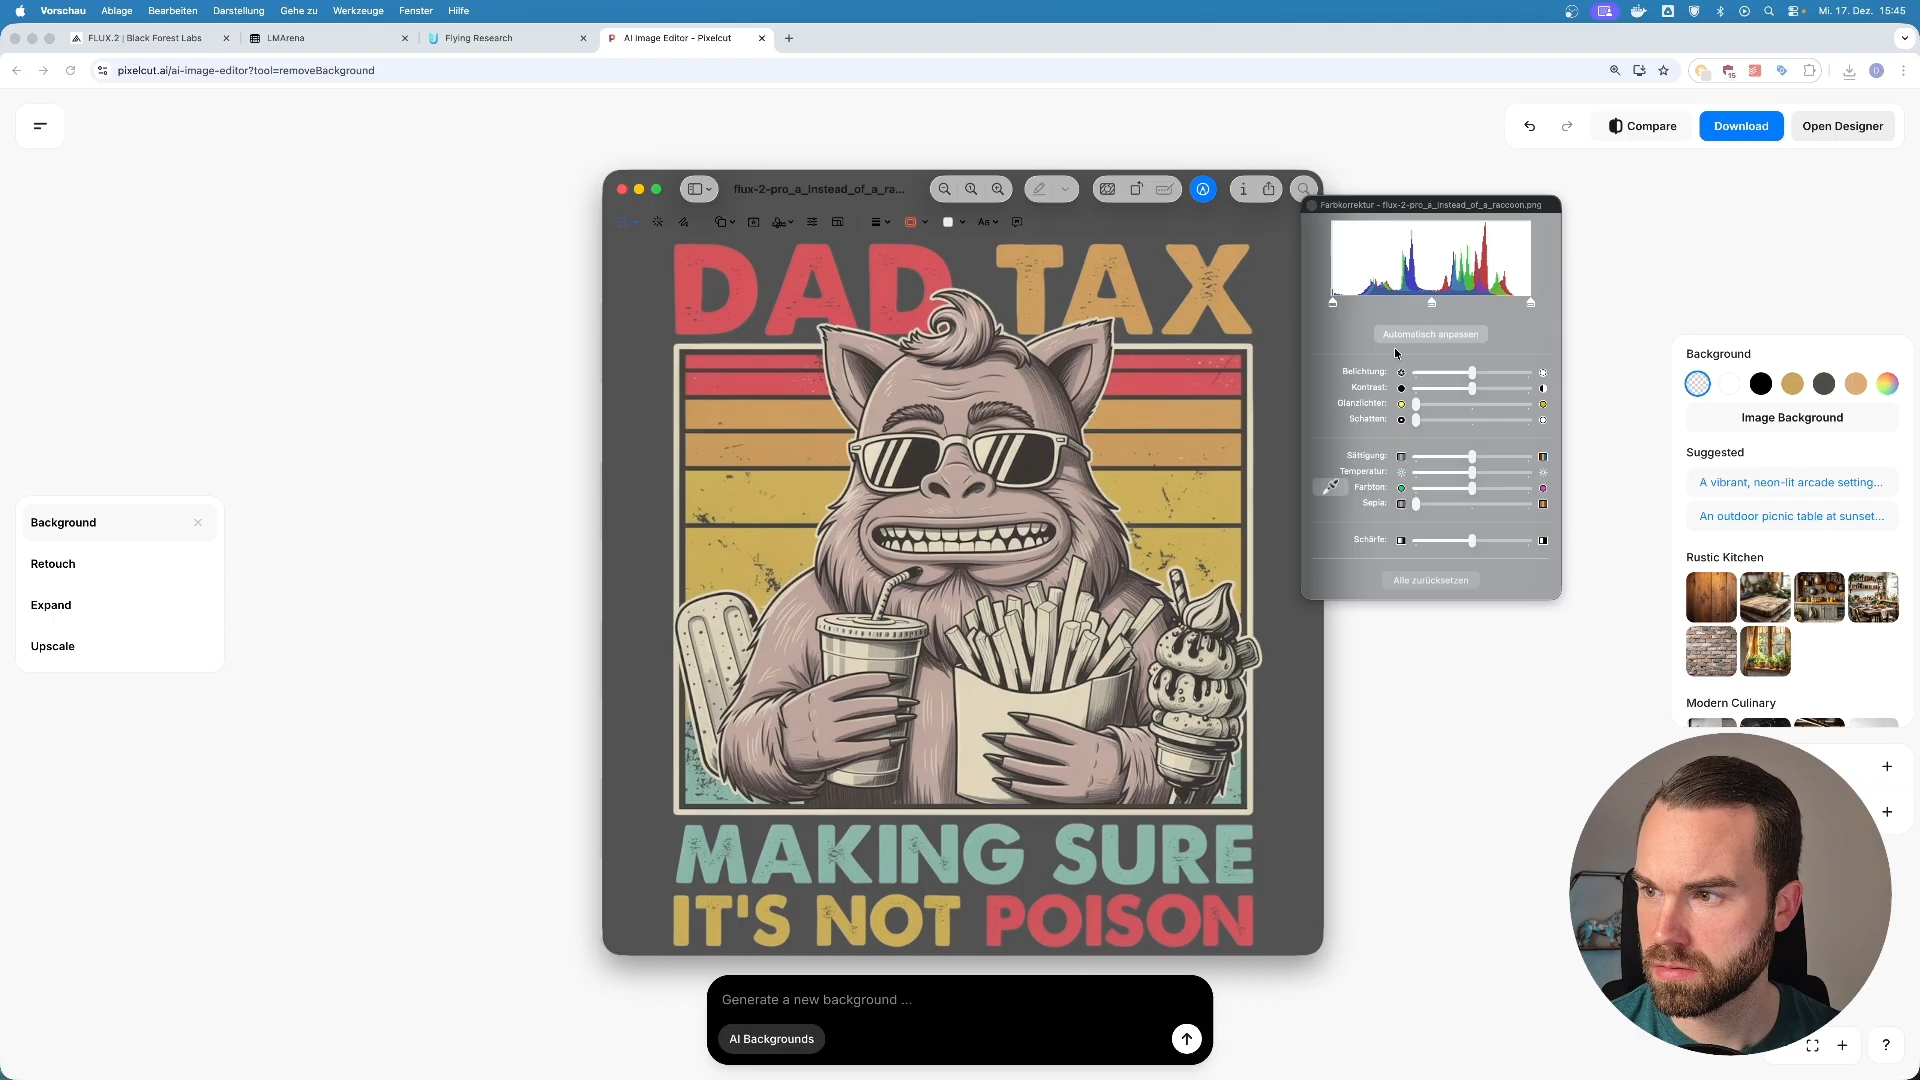 Vorschau Ablage Bearbeiten Darstellung Gehe zu Werkzeuge Fenster Hilfe
Mi. 17. Dez. 15:45
FLUX.2 | Black Forest Labs
LMArena
Flying Research
AI Image Editor - Pixelcut
pixelcut.ai/ai-image-editor?tool=removeBackground
15
D
Compare
Download
Open Designer
flux-2-pro_a_instead_of_a_ra...
Aa
Farbkorrektur - flux-2-pro_a_instead_of_a_raccoon.png
Automatisch anpassen
Belichtung:
Kontrast:
Glanzlichter:
Schatten:
Sättigung:
Temperatur:
Farbton:
Sepia:
Schärfe:
Alle zurücksetzen
DAD TAX
MAKING SURE
IT'S NOT POISON
Background
Retouch
Expand
Upscale
Background
Image Background
Suggested
A vibrant, neon-lit arcade setting...
An outdoor picnic table at sunset...
Rustic Kitchen
Modern Culinary
Generate a new background ...
AI Backgrounds
?